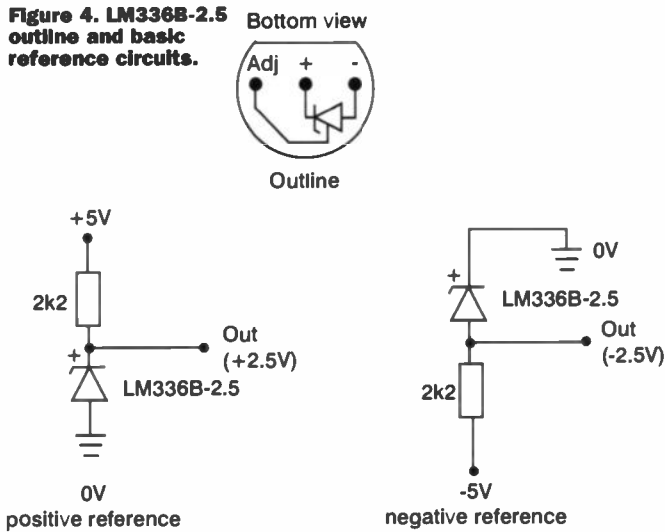 Figure 4. LM336B-2.5
outline and basic
reference circuits.
Bottom view
Adj + -
Outline
+5V
2k2
Out
(+2.5V)
+
LM336B-2.5
0V
positive reference
0V
+
LM336B-2.5
Out
(-2.5V)
2k2
-5V
negative reference